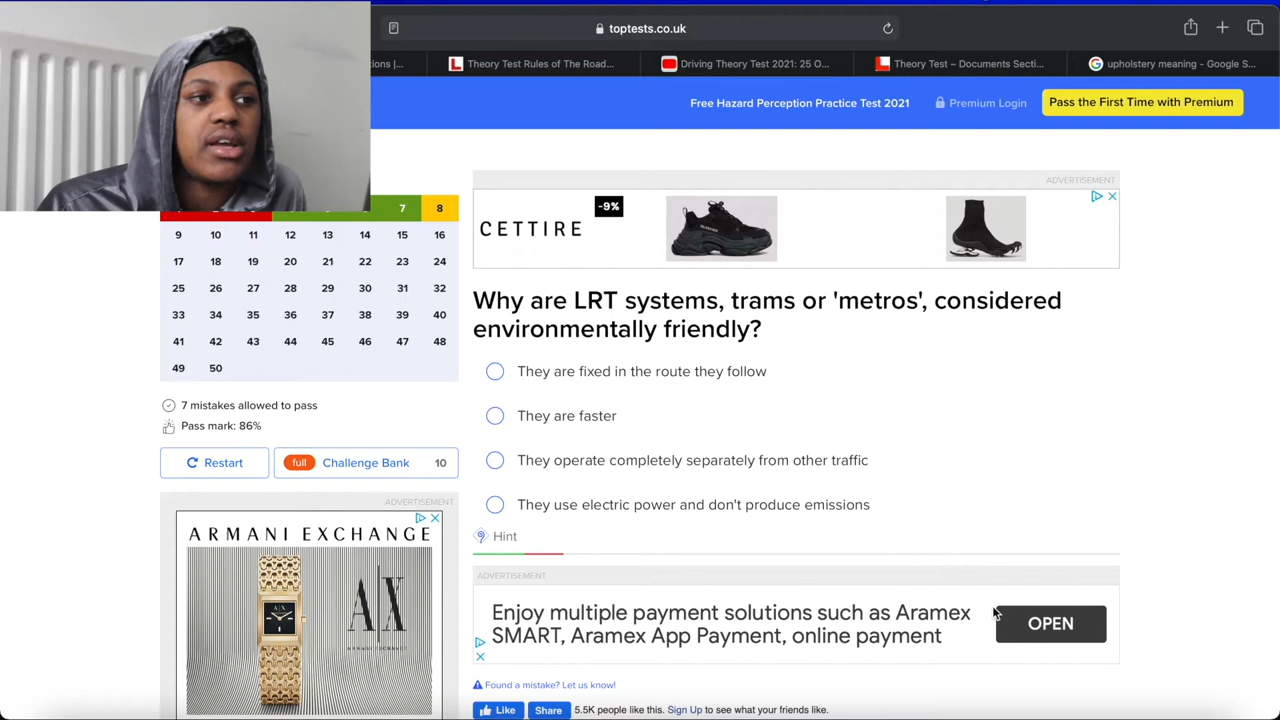 toptests.co.uk
tions |...
Theory Test Rules of The Road...
Driving Theory Test 2021: 25 O...
Theory Test – Documents Secti...
upholstery meaning - Google S...
Free Hazard Perception Practice Test 2021
Premium Login
Pass the First Time with Premium
7 8
9 10 11 12 13 14 15 16
17 18 19 20 21 22 23 24
25 26 27 28 29 30 31 32
33 34 35 36 37 38 39 40
41 42 43 44 45 46 47 48
49 50
7 mistakes allowed to pass
Pass mark: 86%
Restart
full Challenge Bank 10
ADVERTISEMENT
ARMANI EXCHANGE
A|X
ADVERTISEMENT
CETTIRE
-9%
Why are LRT systems, trams or 'metros', considered
environmentally friendly?
They are fixed in the route they follow
They are faster
They operate completely separately from other traffic
They use electric power and don't produce emissions
Hint
ADVERTISEMENT
Enjoy multiple payment solutions such as Aramex
SMART, Aramex App Payment, online payment
OPEN
Found a mistake? Let us know!
Like Share 5.5K people like this. Sign Up to see what your friends like.